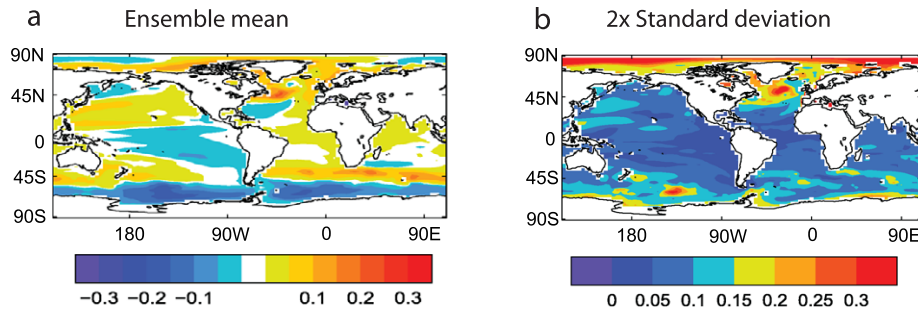 a Ensemble mean
b 2x Standard deviation
90N
45N
0
45S
90S
180 90W 0 90E
−0.3 −0.2 −0.1 0.1 0.2 0.3
90N
45N
0
45S
90S
180 90W 0 90E
0 0.05 0.1 0.15 0.2 0.25 0.3